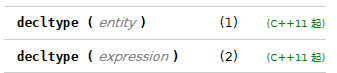 decltype ( entity ) (1) (C++11 起)
decltype ( expression ) (2) (C++11 起)